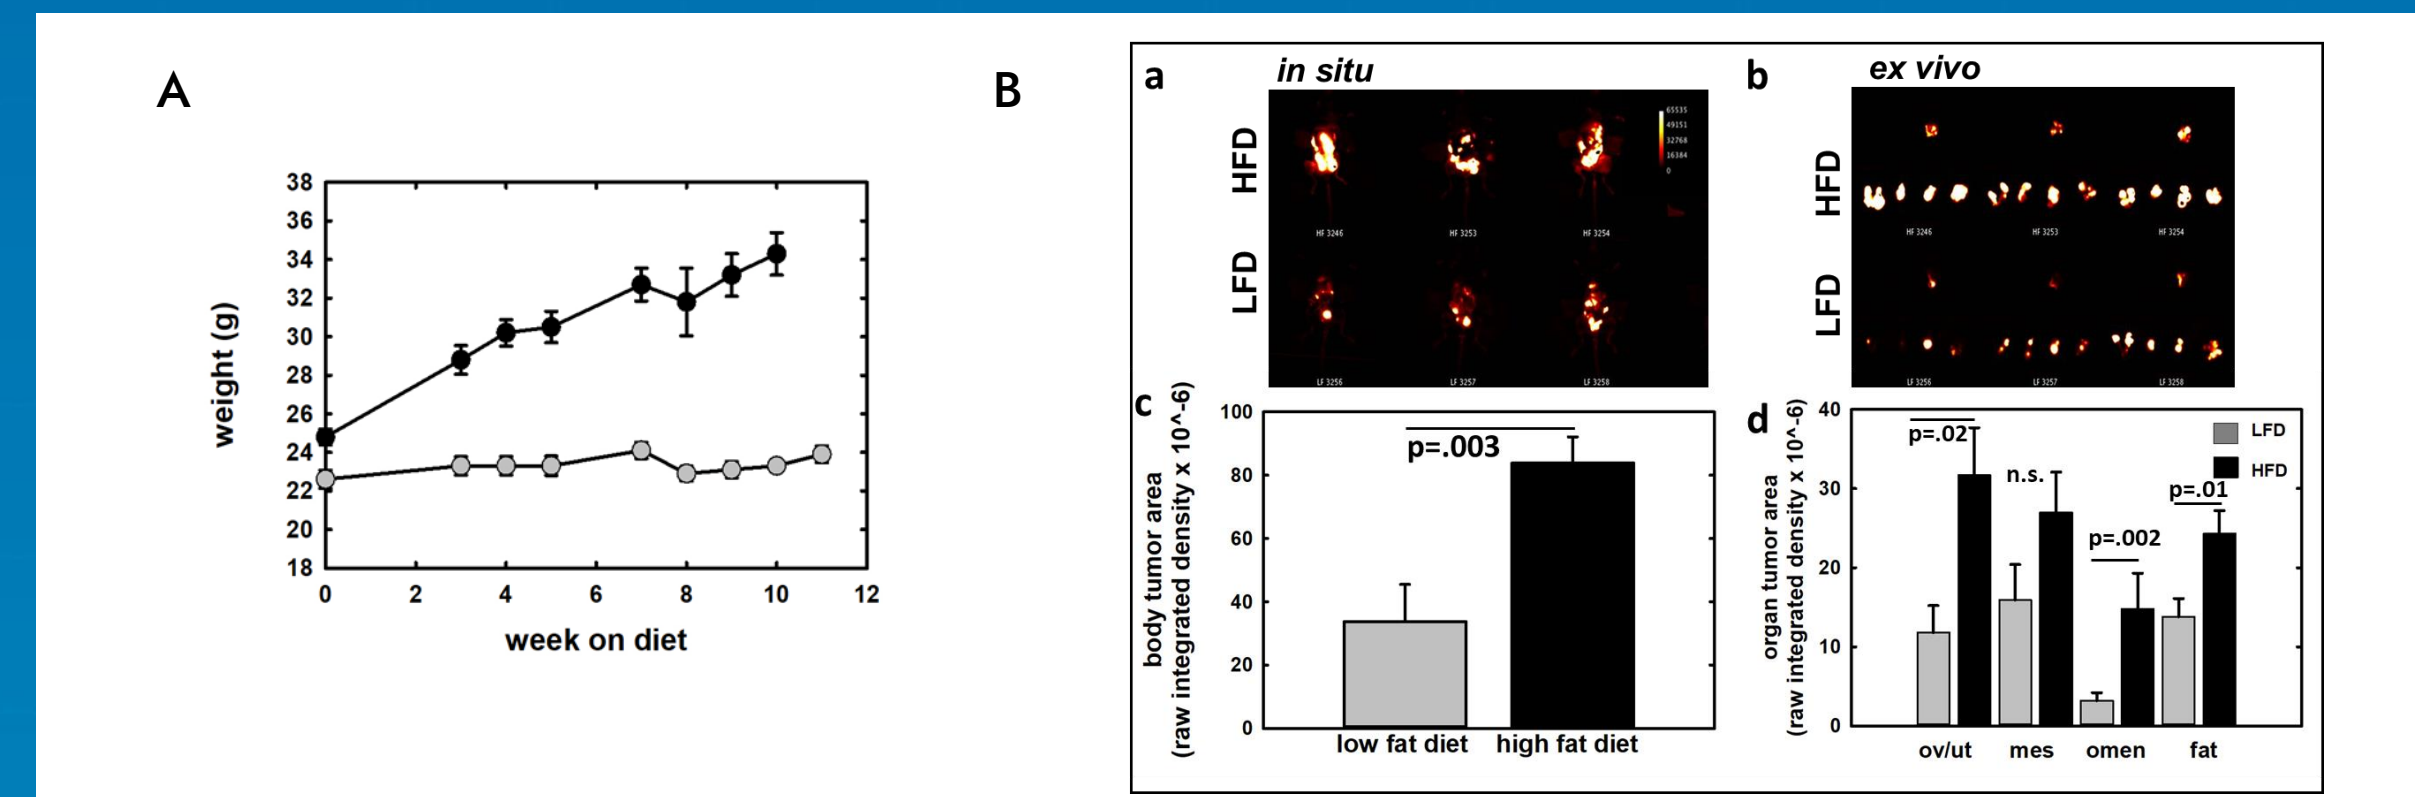 A
B
38
36
34
32
30
28
26
24
22
20
18
0 2 4 6 8 10 12
weight (g)
week on diet
a
in situ
HFD
LFD
65535
49151
32768
16384
0
HF 3246 HF 3253 HF 3254
LF 3256 LF 3257 LF 3258
b
ex vivo
HFD
LFD
HF 3246 HF 3253 HF 3254
LF 3256 LF 3257 LF 3258
c
body tumor area
(raw integrated density x 10^-6)
100
80
60
40
20
0
p=.003
low fat diet high fat diet
d
organ tumor area
(raw integrated density x 10^-6)
40
30
20
10
0
p=.02
n.s.
p=.002
p=.01
LFD
HFD
ov/ut mes omen fat